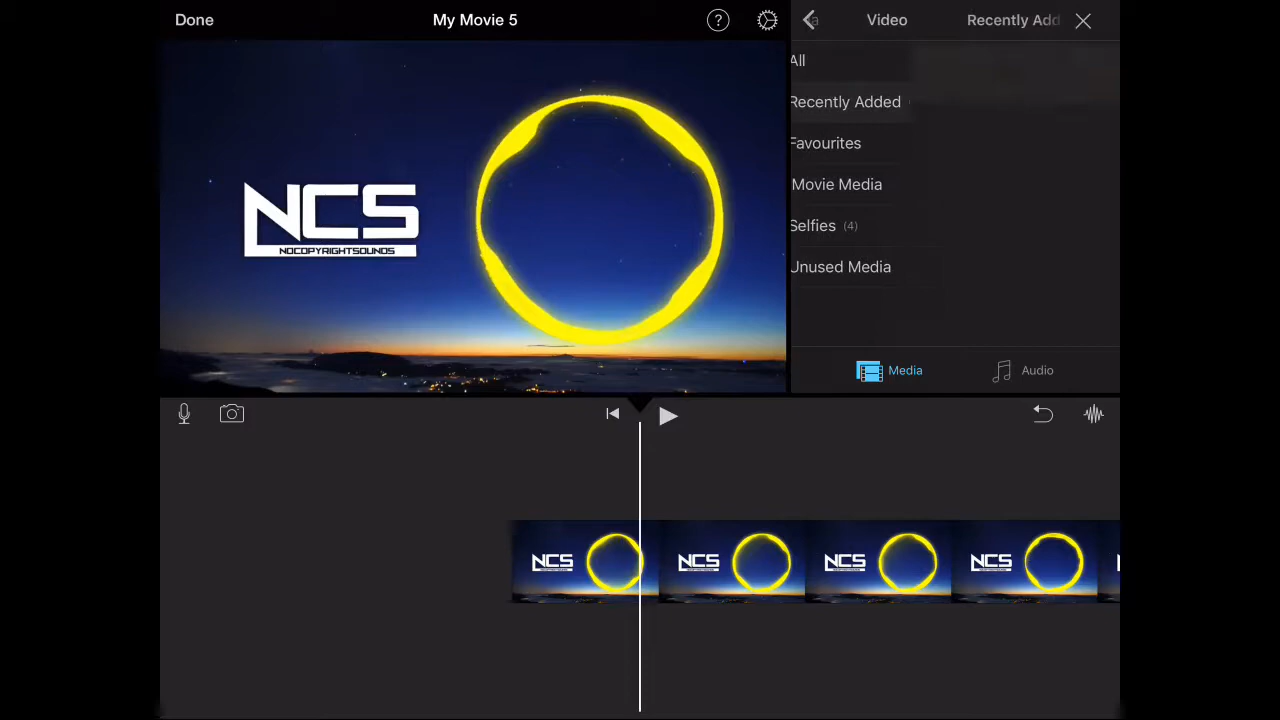 Done
My Movie 5
?
a
Video
Recently Add
All
Recently Added
Favourites
Movie Media
Selfies (4)
Unused Media
NCS
NOCOPYRIGHTSOUNDS
Media
Audio
NCS
NCS
NCS
NCS